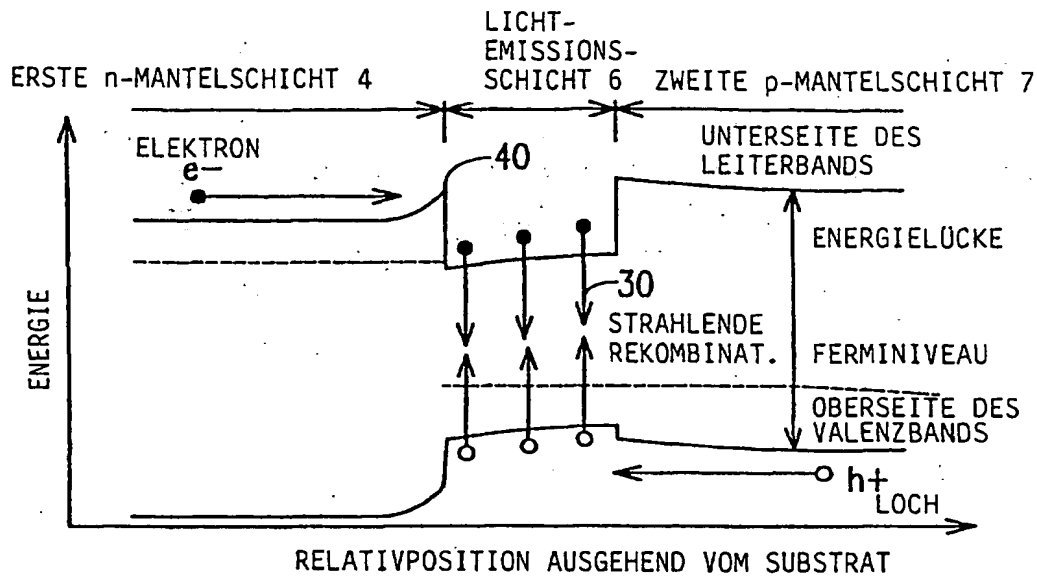 LICHT-
EMISSIONS-
ERSTE n-MANTELSCHICHT 4 SCHICHT 6 ZWEITE p-MANTELSCHICHT 7
ELEKTRON
e-
40
UNTERSEITE DES
LEITERBANDS
ENERGIELÜCKE
30
STRAHLENDE
REKOMBINAT.
FERMINIVEAU
OBERSEITE DES
VALENZBANDS
h+
LOCH
ENERGIE
RELATIVPOSITION AUSGEHEND VOM SUBSTRAT